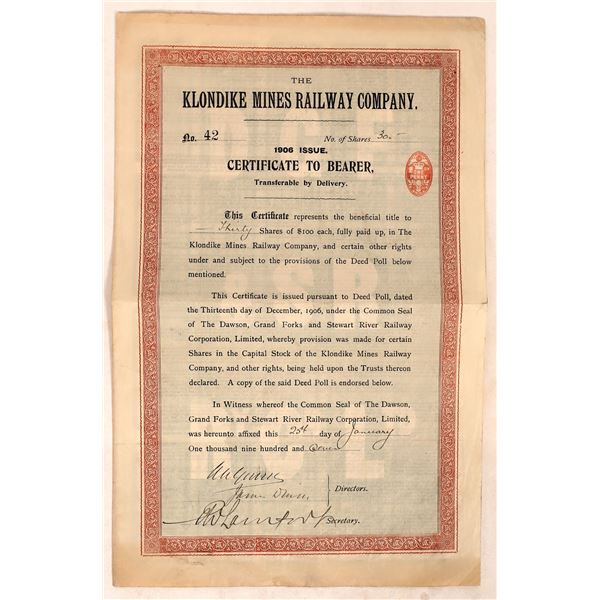 THE
KLONDIKE MINES RAILWAY COMPANY.
No. 42 No. of Shares 30.-
1906 ISSUE.
CERTIFICATE TO BEARER,
Transferable by Delivery.
This Certificate represents the beneficial title to
Thirty Shares of $100 each, fully paid up, in The
Klondike Mines Railway Company, and certain other rights
under and subject to the provisions of the Deed Poll below
mentioned.
This Certificate is issued pursuant to Deed Poll, dated
the Thirteenth day of December, 1906, under the Common Seal
of The Dawson, Grand Forks and Stewart River Railway
Corporation, Limited, whereby provision was made for certain
Shares in the Capital Stock of the Klondike Mines Railway
Company, and other rights, being held upon the Trusts thereon
declared. A copy of the said Deed Poll is endorsed below.
In Witness whereof the Common Seal of The Dawson,
Grand Forks and Stewart River Railway Corporation, Limited,
was hereunto affixed this 25th day of January
One thousand nine hundred and Seven
James
Directors.
Secretary.